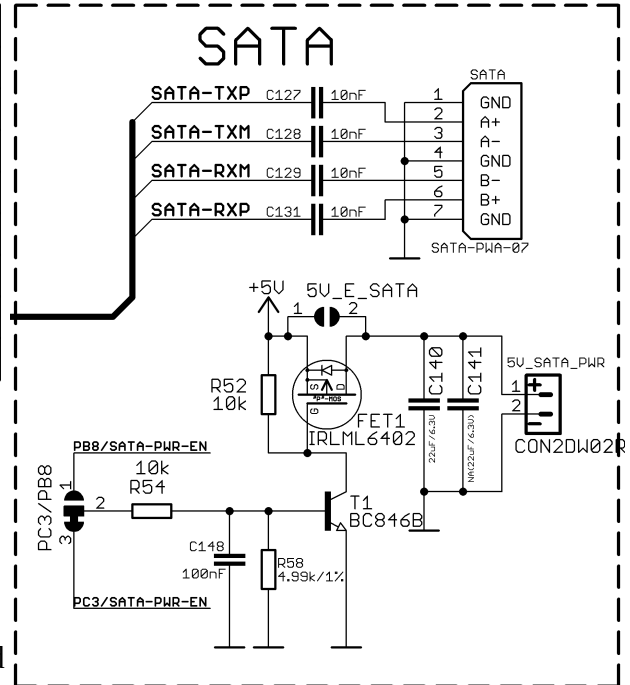 SATA
SATA
SATA-TXP C127 10nF 1 GND
2 A+
SATA-TXM C128 10nF 3 A-
4 GND
SATA-RXM C129 10nF 5 B-
6 B+
SATA-RXP C131 10nF 7 GND
SATA-PWA-07
+5V 5V_E_SATA
1 2
C140
C141
5V_SATA_PWR
R52
10k
S D
G
"P-MOS"
FET1
IRLML6402
22uF/6.3V
NA(22uF/6.3V)
1 +
2 -
CON2DW02R
PB8/SATA-PWR-EN
10k
R54
PC3/PB8
1
2
3
T1
BC846B
C148
100nF
R58
4.99k/1%
PC3/SATA-PWR-EN